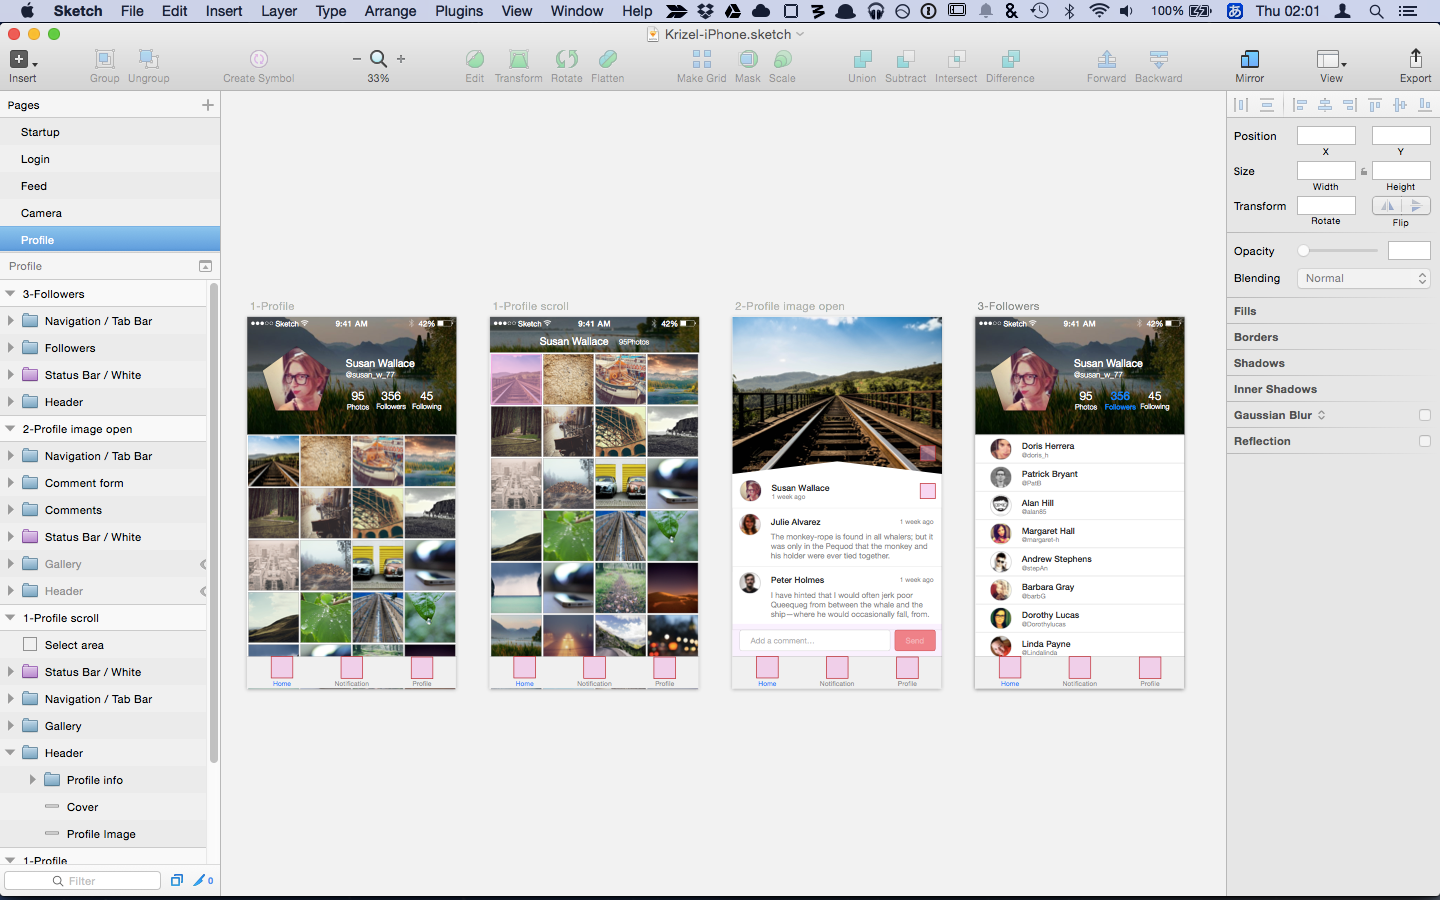 Sketch File Edit Insert Layer Type Arrange Plugins View Window Help 100% あ Thu 02:01
Krizel-iPhone.sketch
Insert Group Ungroup Create Symbol 33% Edit Transform Rotate Flatten Make Grid Mask Scale Union Subtract Intersect Difference Forward Backward Mirror View Export
Pages
Startup
Login
Feed
Camera
Profile
Profile
3-Followers
Navigation / Tab Bar
Followers
Status Bar / White
Header
2-Profile image open
Navigation / Tab Bar
Comment form
Comments
Status Bar / White
Gallery
Header
1-Profile scroll
Select area
Status Bar / White
Navigation / Tab Bar
Gallery
Header
Profile info
Cover
Profile Image
1-Profile
Filter
0
1-Profile
Sketch 9:41 AM 42%
Susan Wallace
@susan_w_77
95 356 45
Photos Followers Following
Home Notification Profile
1-Profile scroll
Sketch 9:41 AM 42%
Susan Wallace 95Photos
Home Notification Profile
2-Profile image open
Susan Wallace
1 week ago
Julie Alvarez 1 week ago
The monkey-rope is found in all whalers; but it
was only in the Pequod that the monkey and
his holder were ever tied together.
Peter Holmes 1 week ago
I have hinted that I would often jerk poor
Queequeg from between the whale and the
ship—where he would occasionally fall, from.
Add a comment... Send
Home Notification Profile
3-Followers
Sketch 9:41 AM 42%
Susan Wallace
@susan_w_77
95 356 45
Photos Followers Following
Doris Herrera
@doris_h
Patrick Bryant
@PatB
Alan Hill
@alan85
Margaret Hall
@margaret-h
Andrew Stephens
@stepAn
Barbara Gray
@barbG
Dorothy Lucas
@Dorothylucas
Linda Payne
@Lindalinda
Home Notification Profile
Position
X Y
Size
Width Height
Transform
Rotate Flip
Opacity
Blending Normal
Fills
Borders
Shadows
Inner Shadows
Gaussian Blur
Reflection